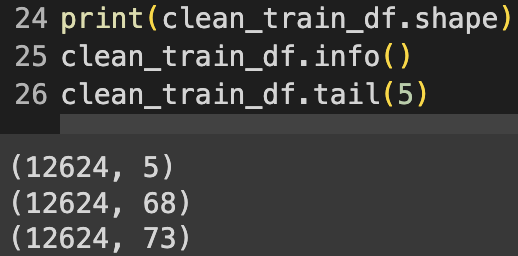 24 print(clean_train_df.shape)
25 clean_train_df.info()
26 clean_train_df.tail(5)
(12624, 5)
(12624, 68)
(12624, 73)